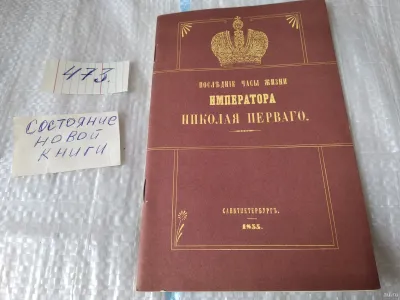 473
СОСТОЯНИЕ
НОВОЙ
КНИГИ
ПОСЛѢДНІЕ ЧАСЫ ЖИЗНИ
ИМПЕРАТОРА
НИКОЛАЯ ПЕРВАГО.
САНКТПЕТЕРБУРГЪ.
1855.